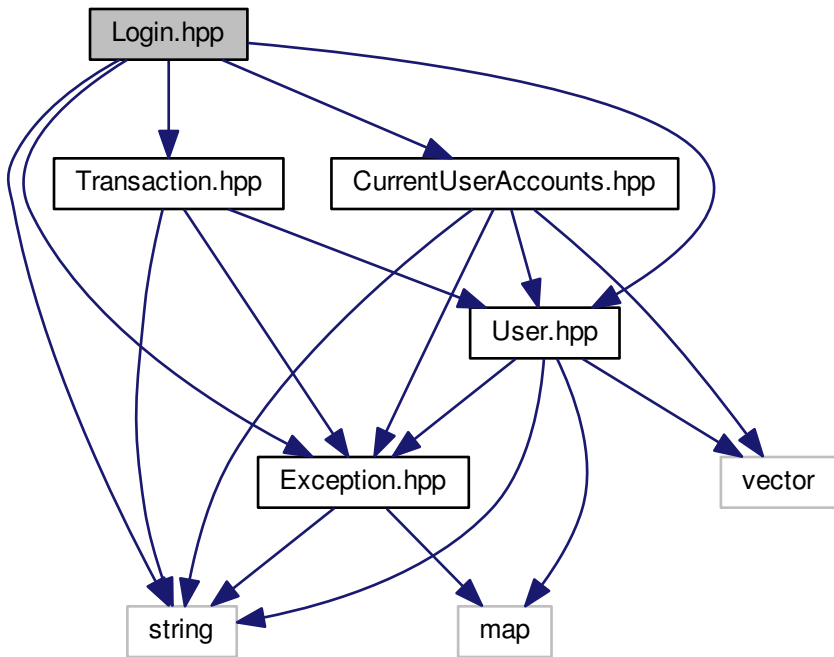 Login.hpp
Transaction.hpp
CurrentUserAccounts.hpp
User.hpp
Exception.hpp
vector
string
map